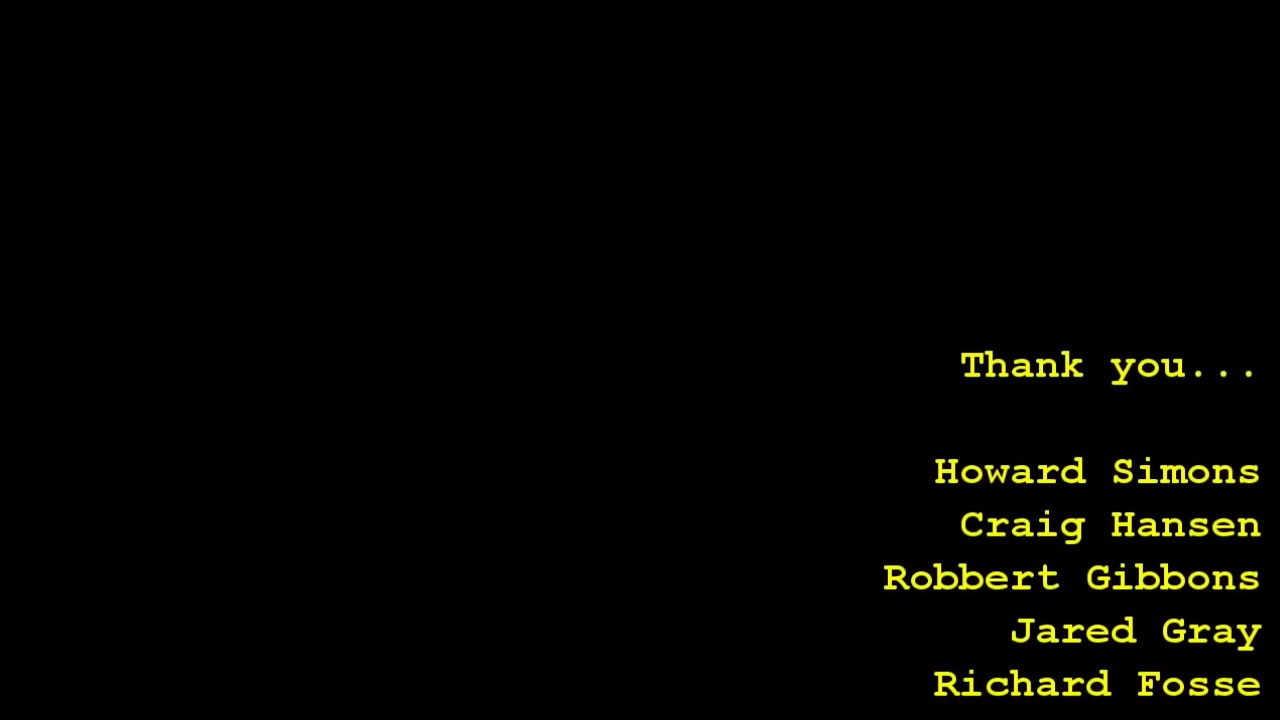 Thank you...
Howard Simons
Craig Hansen
Robbert Gibbons
Jared Gray
Richard Fosse